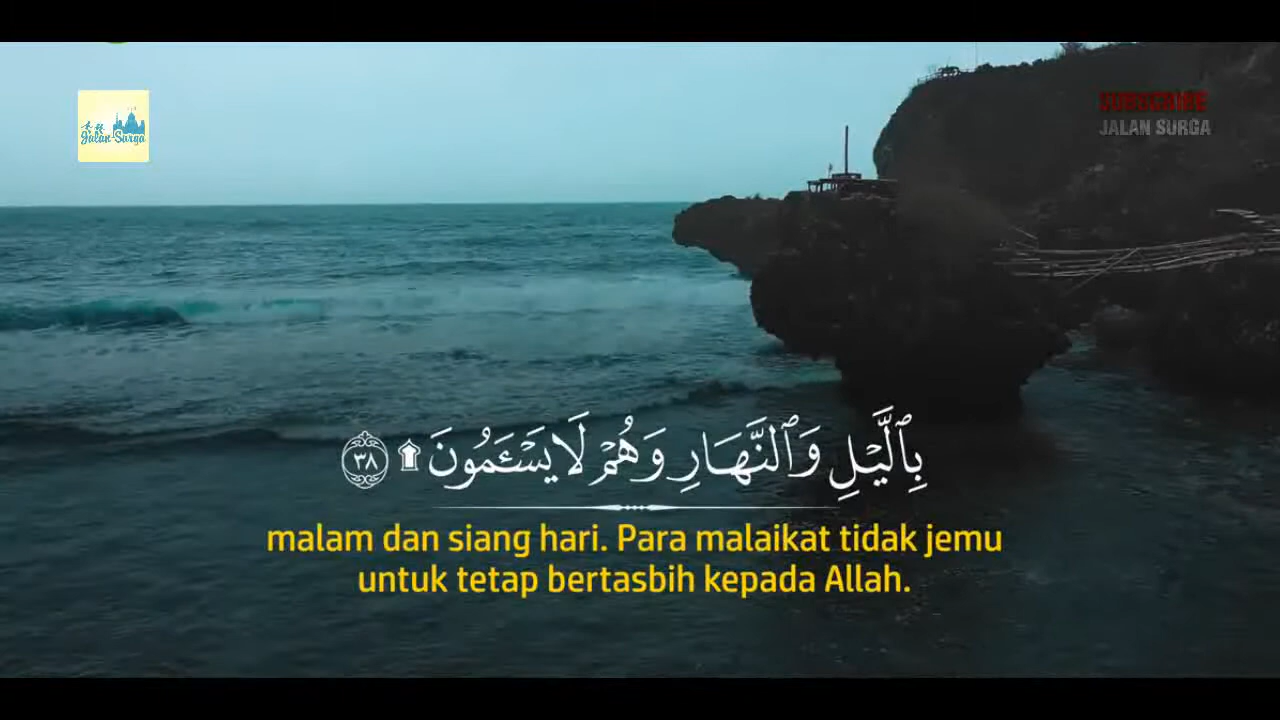 Jalan Surga
SUBSCRIBE
JALAN SURGA
بِٱلَّيْلِ وَٱلنَّهَارِ وَهُمْ لَا يَسْـَٔمُونَ ۩ ٣٨
malam dan siang hari. Para malaikat tidak jemu
untuk tetap bertasbih kepada Allah.